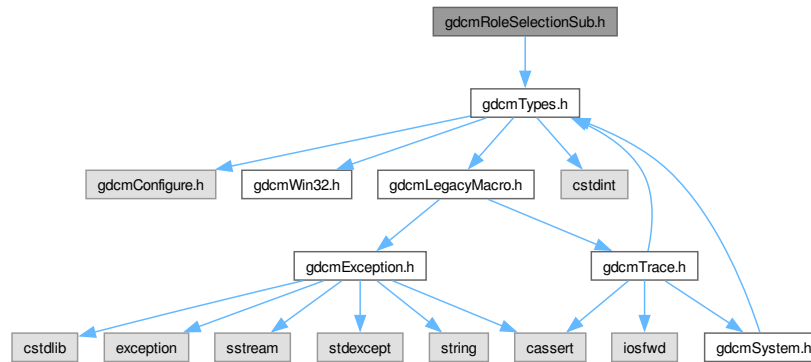 gdcmRoleSelectionSub.h
gdcmTypes.h
gdcmConfigure.h
gdcmWin32.h
gdcmLegacyMacro.h
cstdint
gdcmException.h
gdcmTrace.h
cstdlib
exception
sstream
stdexcept
string
cassert
iosfwd
gdcmSystem.h